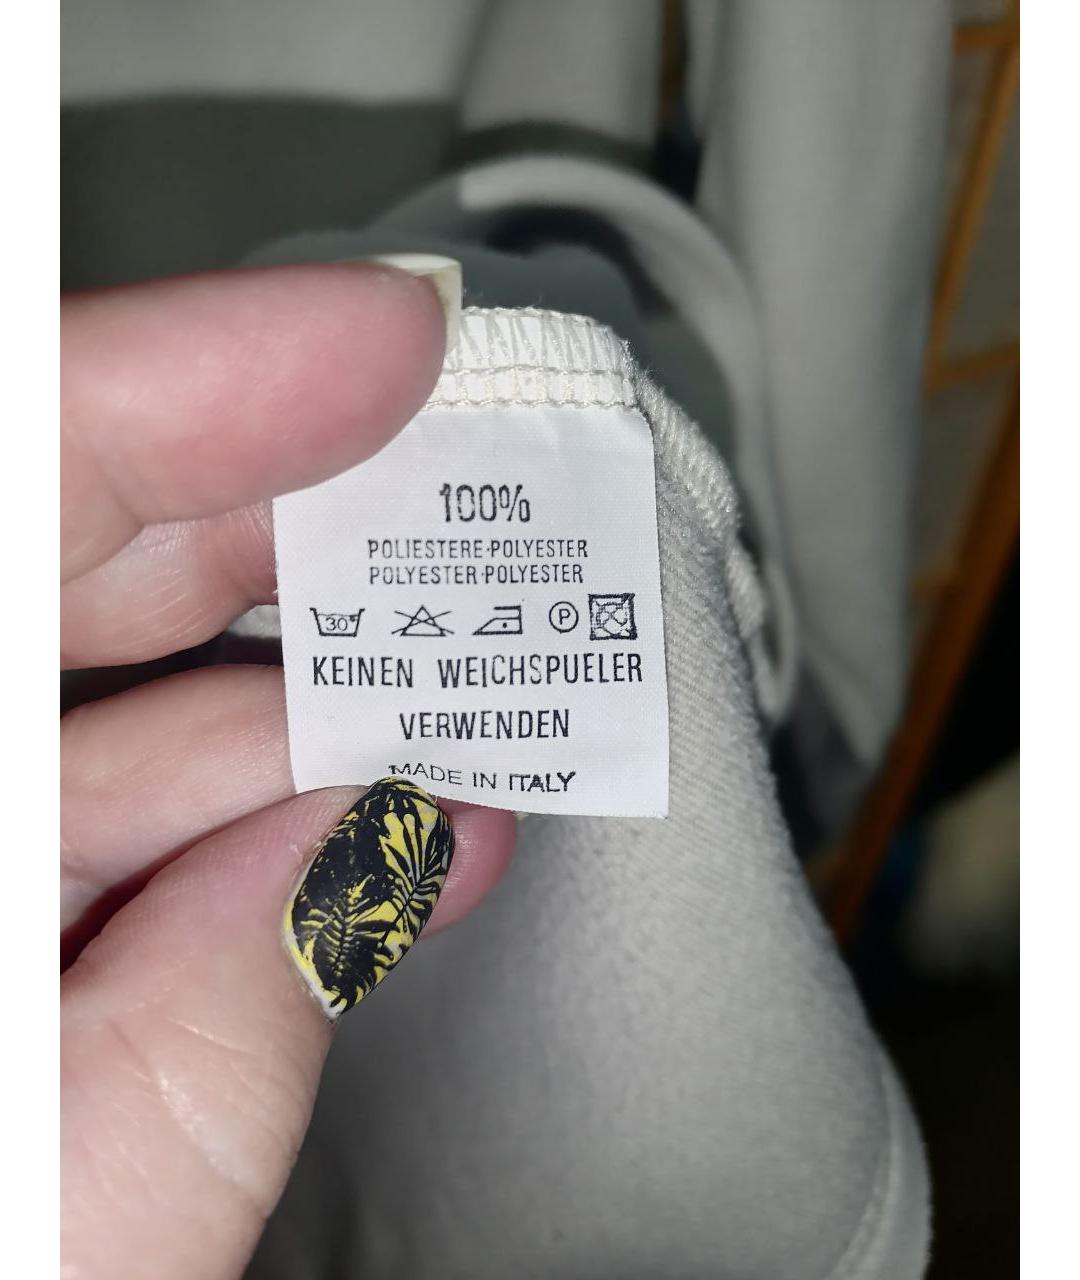 100%
POLIESTERE·POLYESTER
POLYESTER·POLYESTER
30° P
KEINEN WEICHSPUELER
VERWENDEN
MADE IN ITALY